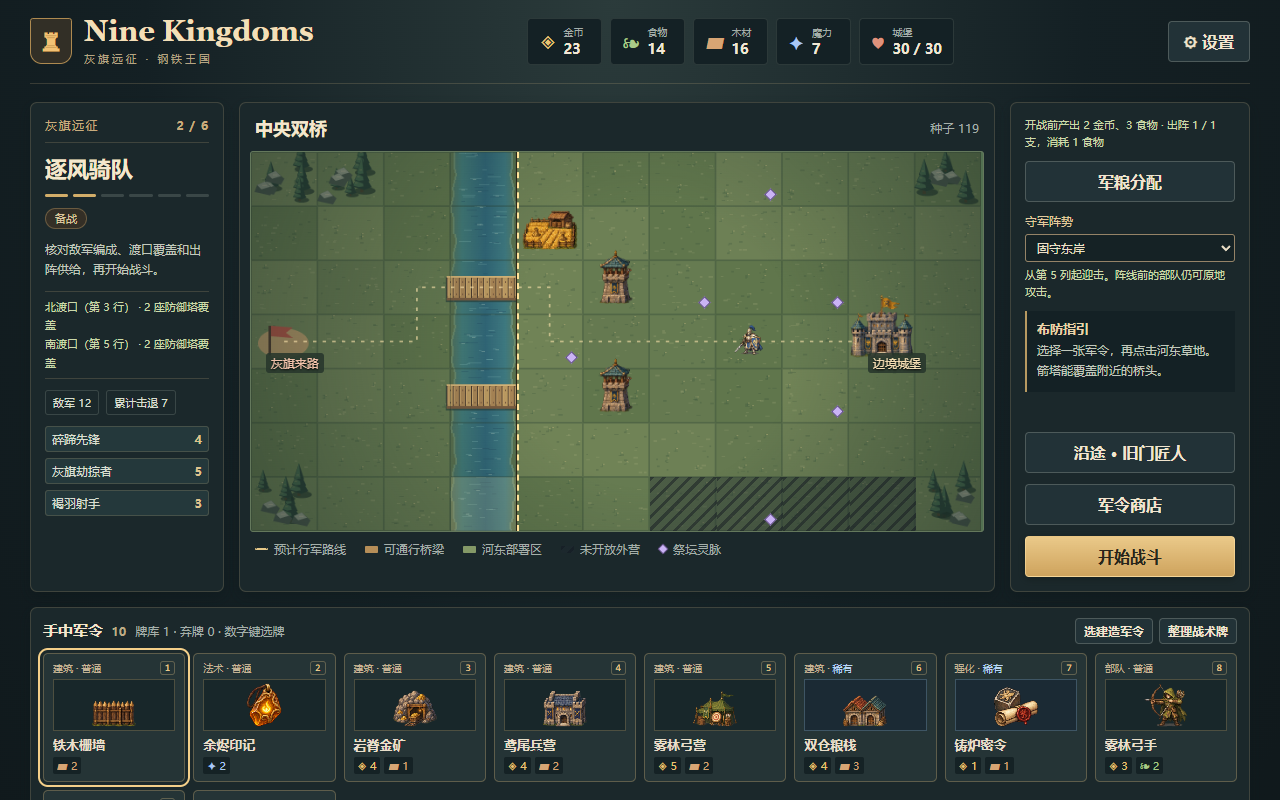 Nine Kingdoms
灰旗远征 · 钢铁王国
金币
23
食物
14
木材
16
魔力
7
城堡
30 / 30
⚙ 设置
灰旗远征
2 / 6
逐风骑队
备战
核对敌军编成、渡口覆盖和出
阵供给，再开始战斗。
北渡口（第 3 行） · 2 座防御塔覆
盖
南渡口（第 5 行） · 2 座防御塔覆
盖
敌军 12
累计击退 7
碎蹄先锋
4
灰旗劫掠者
5
褐羽射手
3
中央双桥
种子 119
灰旗来路
边境城堡
预计行军路线
可通行桥梁
河东部署区
未开放外营
祭坛灵脉
开战前产出 2 金币、3 食物 · 出阵 1 / 1
支，消耗 1 食物
军粮分配
守军阵势
固守东岸
从第 5 列起迎击。阵线前的部队仍可原地
攻击。
布防指引
选择一张军令，再点击河东草地。
箭塔能覆盖附近的桥头。
沿途 • 旧门匠人
军令商店
开始战斗
手中军令
10
牌库 1 · 弃牌 0 · 数字键选牌
选建造军令
整理战术牌
建筑 · 普通
1
铁木栅墙
2
法术 · 普通
2
余烬印记
2
建筑 · 普通
3
岩脊金矿
4
1
建筑 · 普通
4
鸢尾兵营
4
2
建筑 · 普通
5
雾林弓营
5
2
建筑 · 稀有
6
双仓粮栈
4
3
强化 · 稀有
7
铸炉密令
1
1
部队 · 普通
8
雾林弓手
3
2